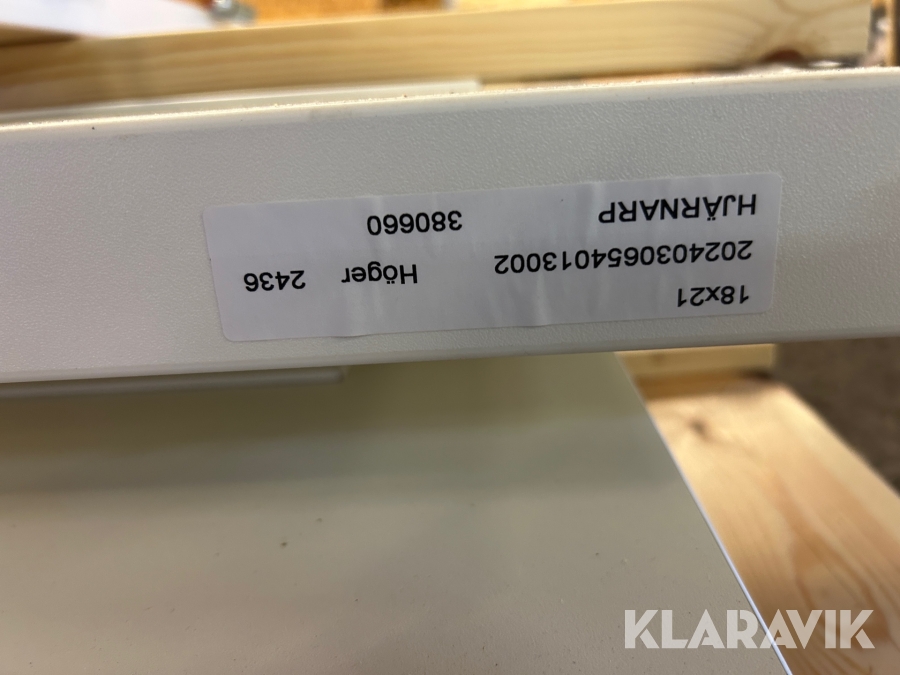 18x21
2024030654013002 Höger 2436
HJÄRNARP 380660
KLARAVIK